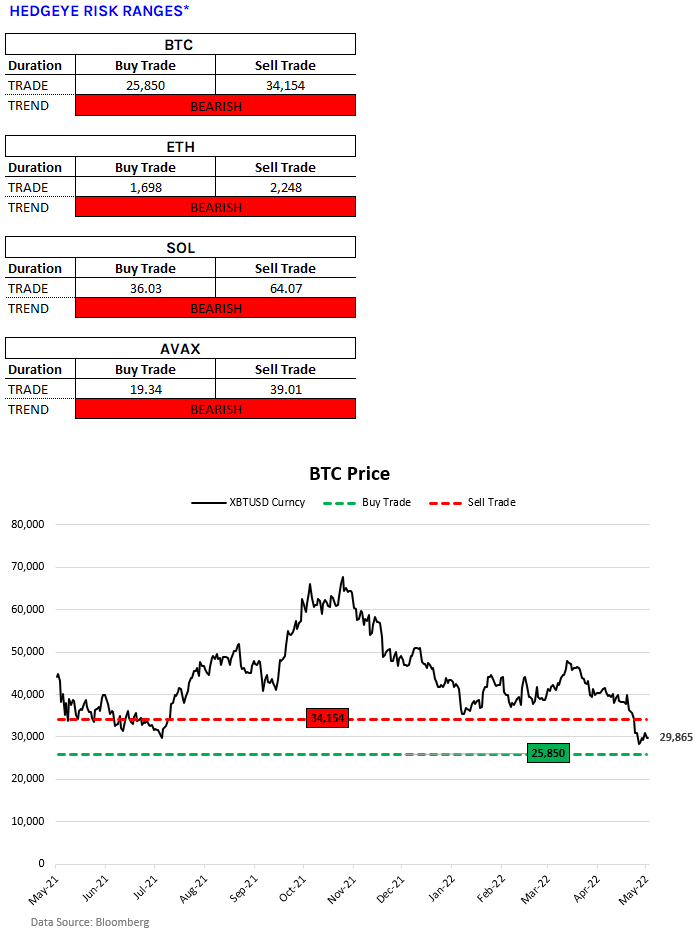 HEDGEYE RISK RANGES*
BTC
Duration Buy Trade Sell Trade
TRADE 25,850 34,154
TREND BEARISH
ETH
Duration Buy Trade Sell Trade
TRADE 1,698 2,248
TREND BEARISH
SOL
Duration Buy Trade Sell Trade
TRADE 36.03 64.07
TREND BEARISH
AVAX
Duration Buy Trade Sell Trade
TRADE 19.34 39.01
TREND BEARISH
BTC Price
XBTUSD Curncy Buy Trade Sell Trade
80,000
70,000
60,000
50,000
40,000
34,154
30,000
29,865
25,850
20,000
10,000
0
May-21 Jun-21 Jul-21 Aug-21 Sep-21 Oct-21 Nov-21 Dec-21 Jan-22 Feb-22 Mar-22 Apr-22 May-22
Data Source: Bloomberg